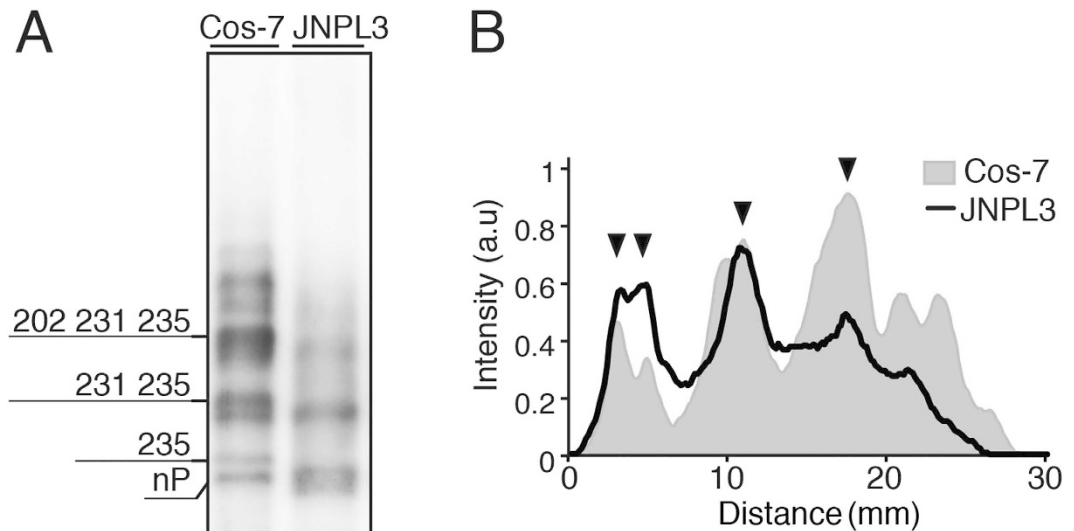 A
Cos-7 JNPL3
202 231 235
231 235
235
nP
B
Cos-7
JNPL3
Intensity (a.u)
1
0.8
0.6
0.4
0.2
0
0 10 20 30
Distance (mm)